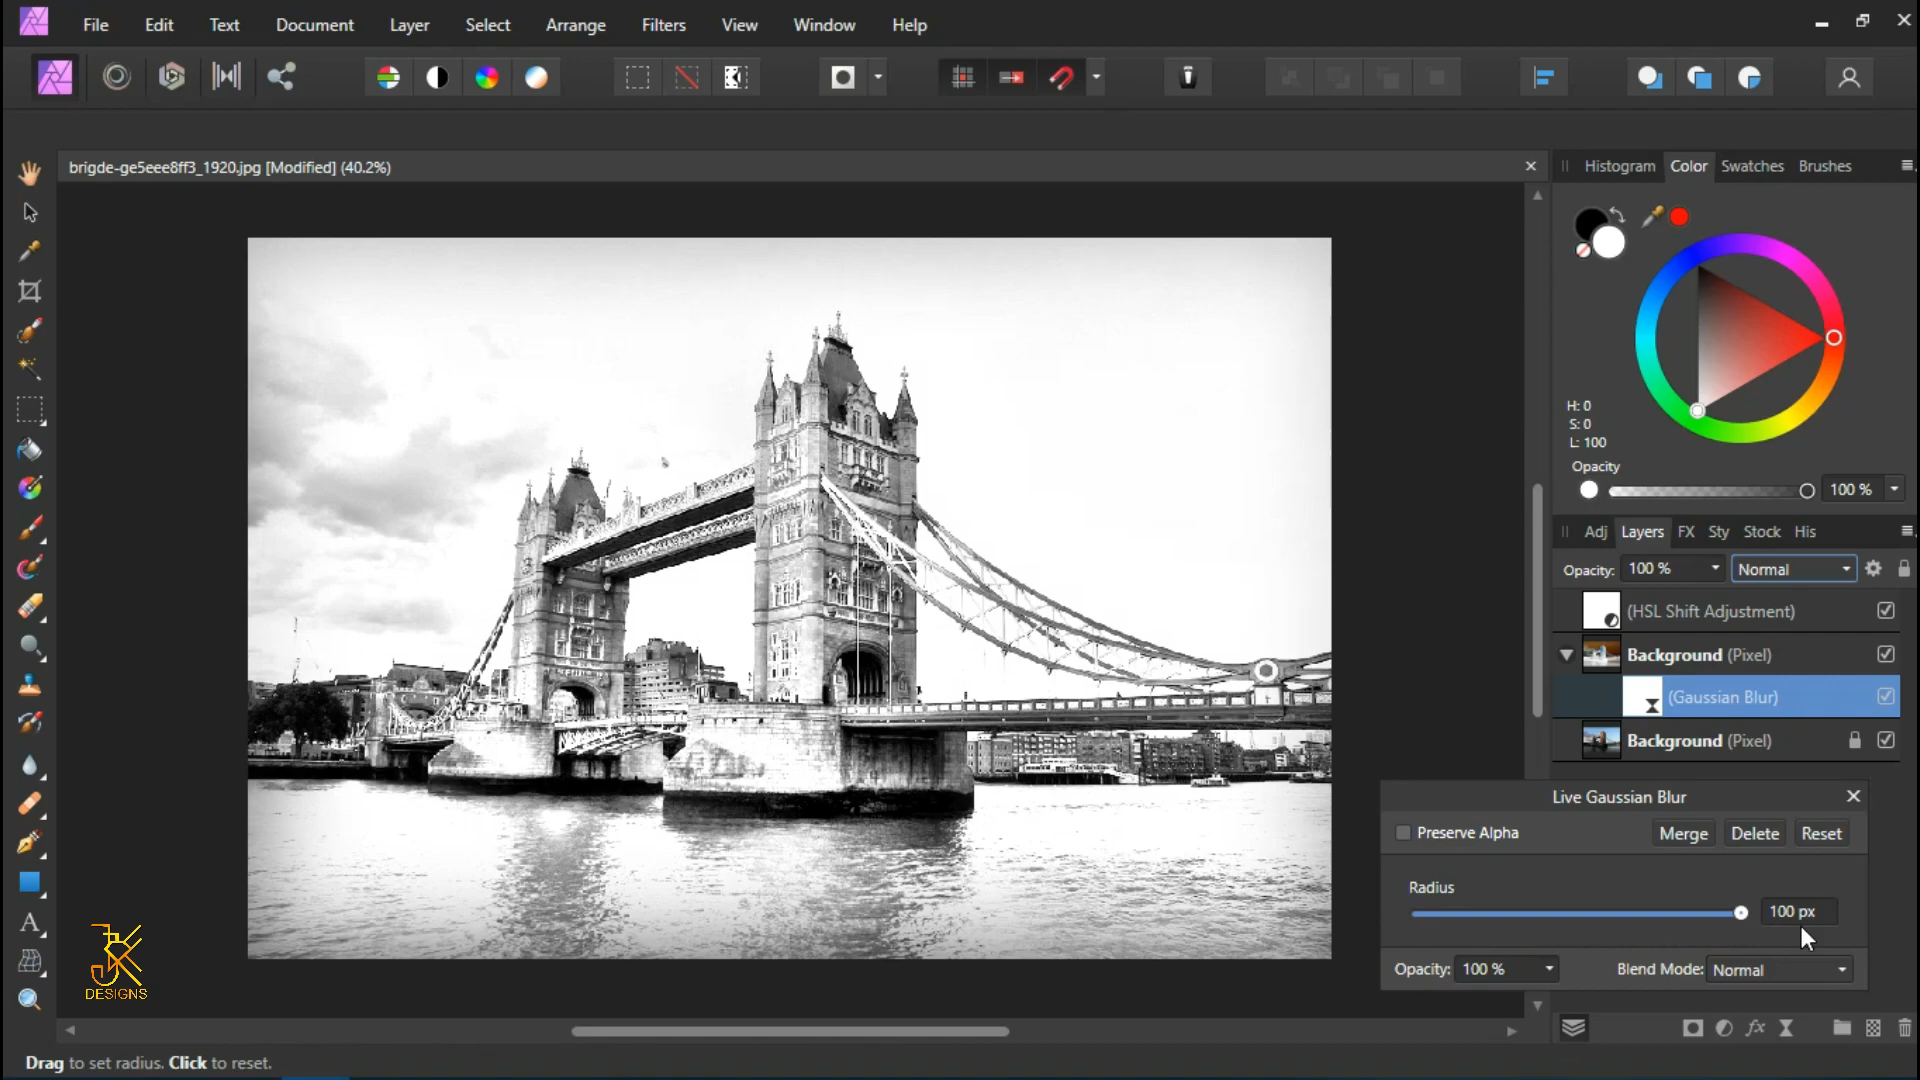 File Edit Text Document Layer Select Arrange Filters View Window Help
brigde-ge5eee8ff3_1920.jpg [Modified] (40.2%)
Histogram Color Swatches Brushes
H: 0
S: 0
L: 100
Opacity
100 %
Adj Layers FX Sty Stock His
Opacity: 100 % Normal
(HSL Shift Adjustment)
Background (Pixel)
(Gaussian Blur)
Background (Pixel)
Live Gaussian Blur
Preserve Alpha Merge Delete Reset
Radius
100 px
Opacity: 100 % Blend Mode: Normal
JK
DESIGNS
Drag to set radius. Click to reset.